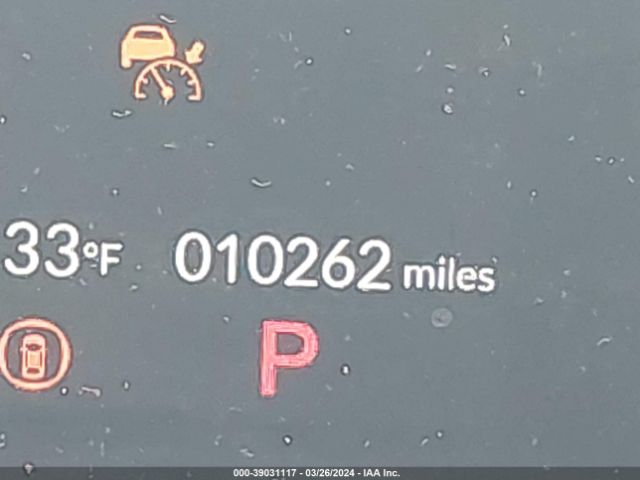 33°F 010262 miles
P
000-39031117 - 03/26/2024 - IAA Inc.